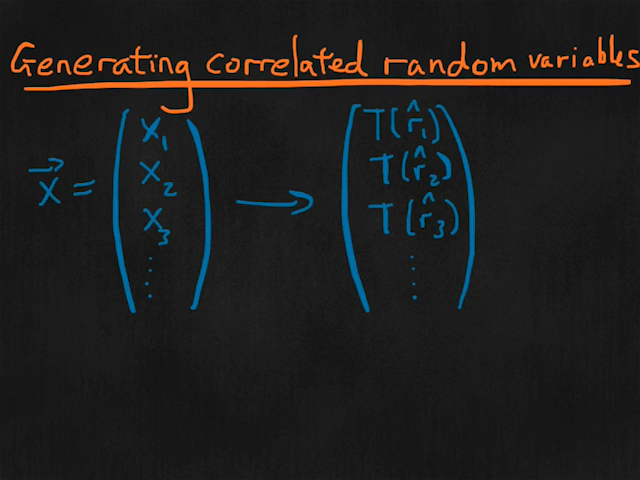 Generating correlated random variables
X₁ T(r̂₁)
X₂ T(r̂₂)
x⃗ = X₃ → T(r̂₃)
⋮ ⋮